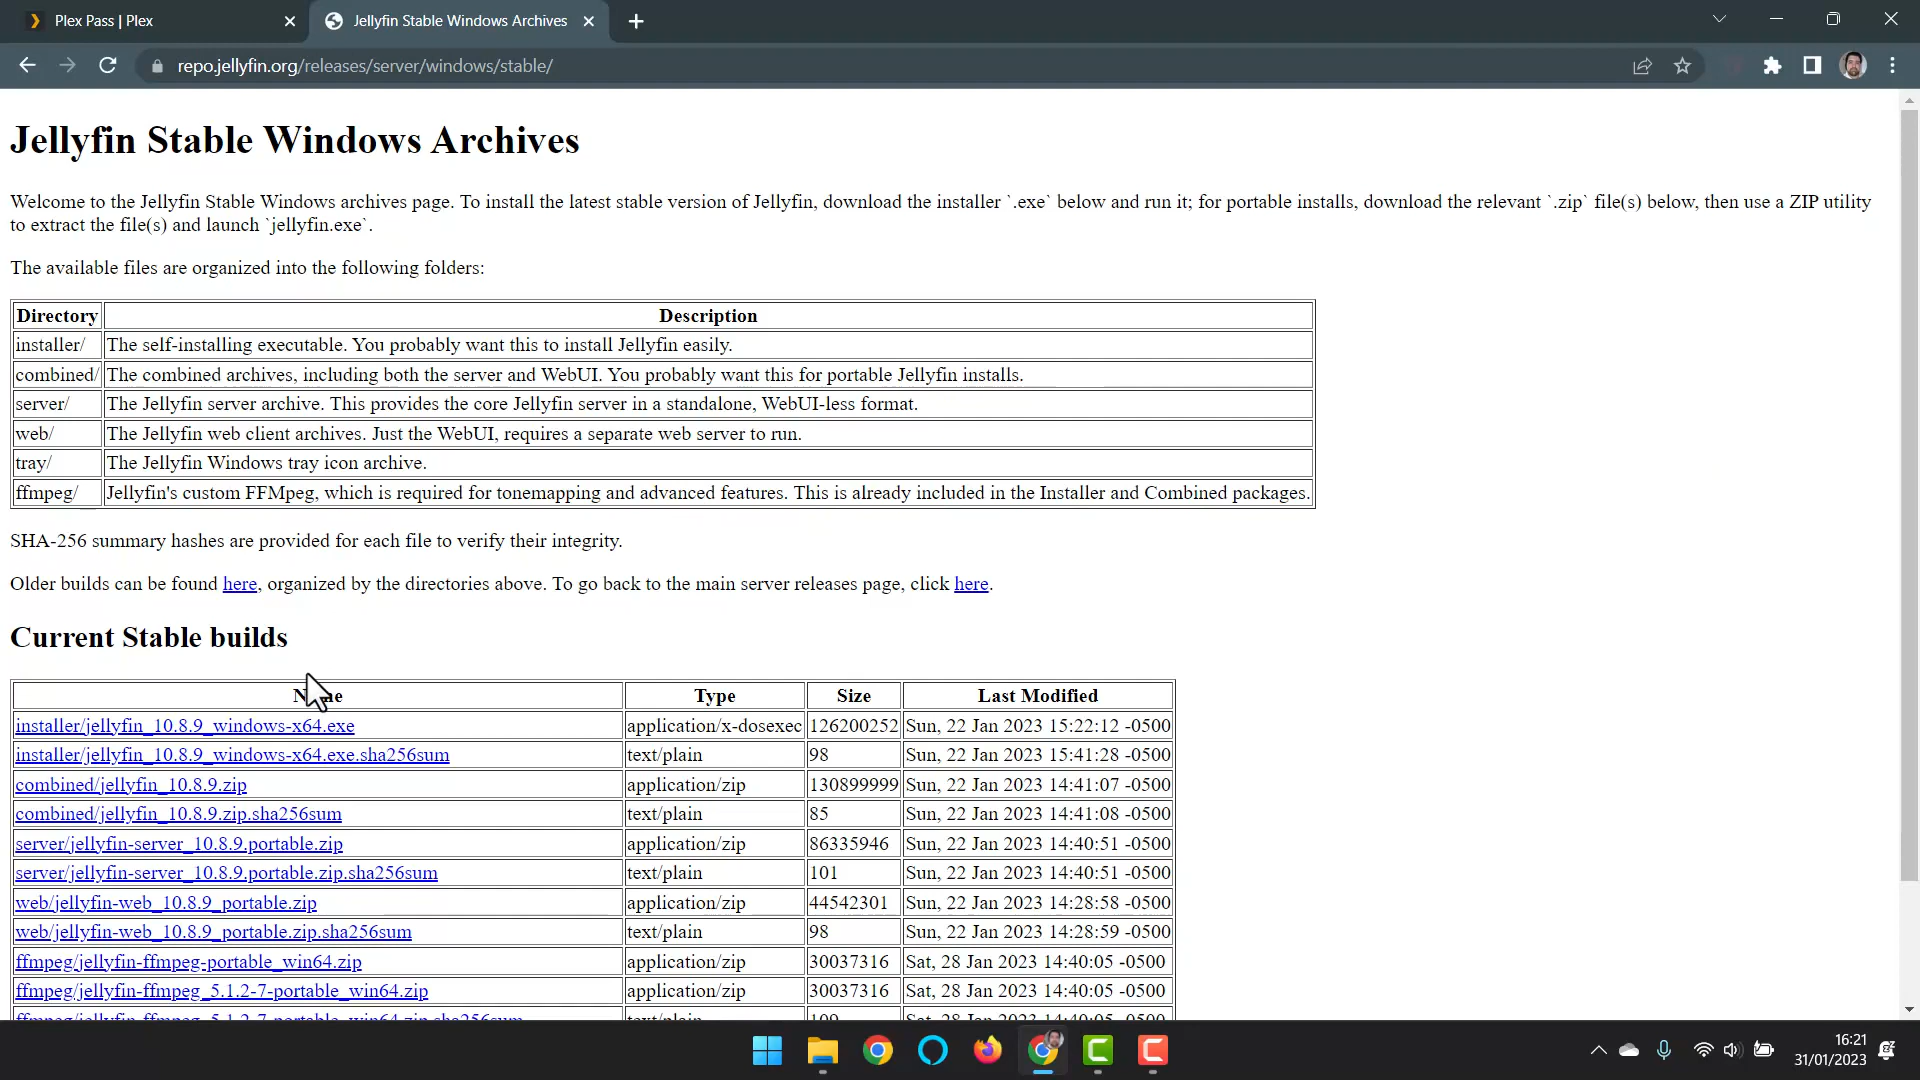 Plex Pass | Plex
Jellyfin Stable Windows Archives
repo.jellyfin.org/releases/server/windows/stable/
Jellyfin Stable Windows Archives
Welcome to the Jellyfin Stable Windows archives page. To install the latest stable version of Jellyfin, download the installer `.exe` below and run it; for portable installs, download the relevant `.zip` file(s) below, then use a ZIP utility
to extract the file(s) and launch `jellyfin.exe`.
The available files are organized into the following folders:
Directory Description
installer/ The self-installing executable. You probably want this to install Jellyfin easily.
combined/ The combined archives, including both the server and WebUI. You probably want this for portable Jellyfin installs.
server/ The Jellyfin server archive. This provides the core Jellyfin server in a standalone, WebUI-less format.
web/ The Jellyfin web client archives. Just the WebUI, requires a separate web server to run.
tray/ The Jellyfin Windows tray icon archive.
ffmpeg/ Jellyfin's custom FFMpeg, which is required for tonemapping and advanced features. This is already included in the Installer and Combined packages.
SHA-256 summary hashes are provided for each file to verify their integrity.
Older builds can be found here, organized by the directories above. To go back to the main server releases page, click here.
Current Stable builds
Type Size Last Modified
installer/jellyfin_10.8.9_windows-x64.exe application/x-dosexec 126200252 Sun, 22 Jan 2023 15:22:12 -0500
installer/jellyfin_10.8.9_windows-x64.exe.sha256sum text/plain 98 Sun, 22 Jan 2023 15:41:28 -0500
combined/jellyfin_10.8.9.zip application/zip 130899999 Sun, 22 Jan 2023 14:41:07 -0500
combined/jellyfin_10.8.9.zip.sha256sum text/plain 85 Sun, 22 Jan 2023 14:41:08 -0500
server/jellyfin-server_10.8.9.portable.zip application/zip 86335946 Sun, 22 Jan 2023 14:40:51 -0500
server/jellyfin-server_10.8.9.portable.zip.sha256sum text/plain 101 Sun, 22 Jan 2023 14:40:51 -0500
web/jellyfin-web_10.8.9_portable.zip application/zip 44542301 Sun, 22 Jan 2023 14:28:58 -0500
web/jellyfin-web_10.8.9_portable.zip.sha256sum text/plain 98 Sun, 22 Jan 2023 14:28:59 -0500
ffmpeg/jellyfin-ffmpeg-portable_win64.zip application/zip 30037316 Sat, 28 Jan 2023 14:40:05 -0500
ffmpeg/jellyfin-ffmpeg_5.1.2-7-portable_win64.zip application/zip 30037316 Sat, 28 Jan 2023 14:40:05 -0500
ffmpeg/jellyfin-ffmpeg_5.1.2-7-portable_win64.zip.sha256sum text/plain 109 Sat, 28 Jan 2023 14:40:05 -0500
16:21
31/01/2023